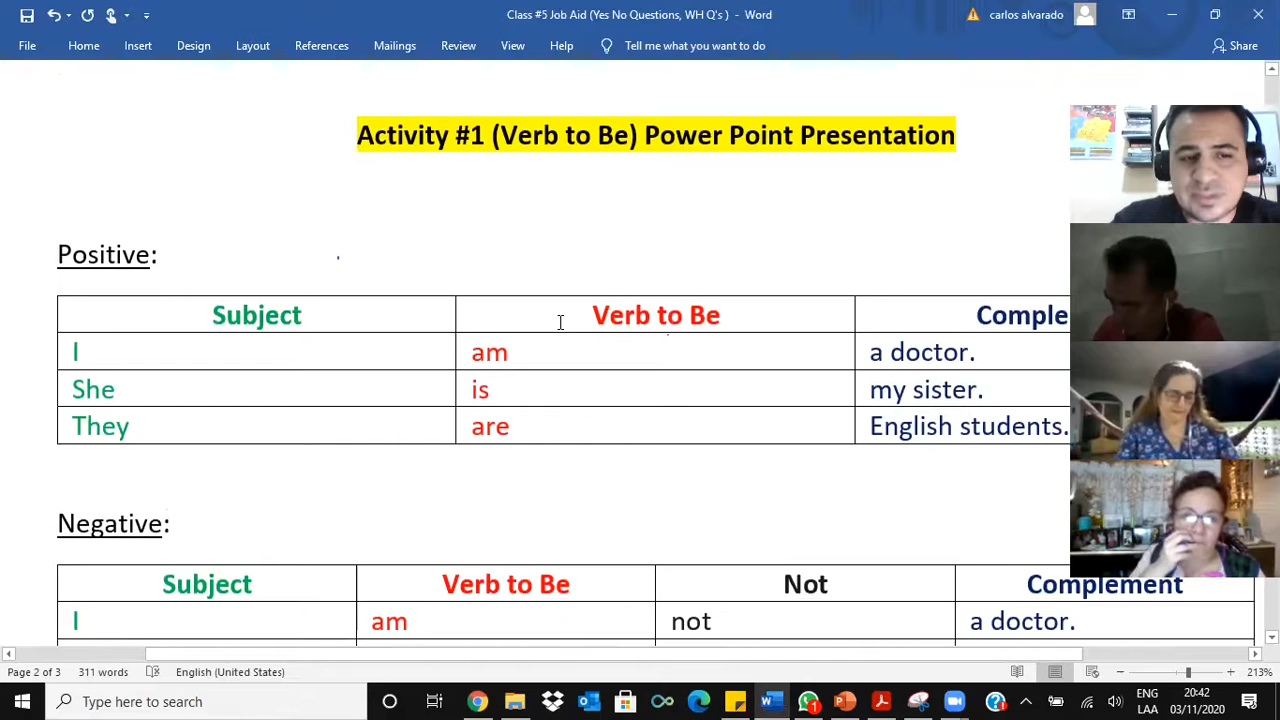 Class #5 Job Aid (Yes No Questions, WH Q's ) - Word
carlos alvarado
File Home Insert Design Layout References Mailings Review View Help Tell me what you want to do Share
Activity #1 (Verb to Be) Power Point Presentation
Positive:
Subject Verb to Be Comple
I am a doctor.
She is my sister.
They are English students.
Negative:
Subject Verb to Be Not Complement
I am not a doctor.
Page 2 of 3 311 words English (United States) 213%
Type here to search
ENG 20:42
LAA 03/11/2020